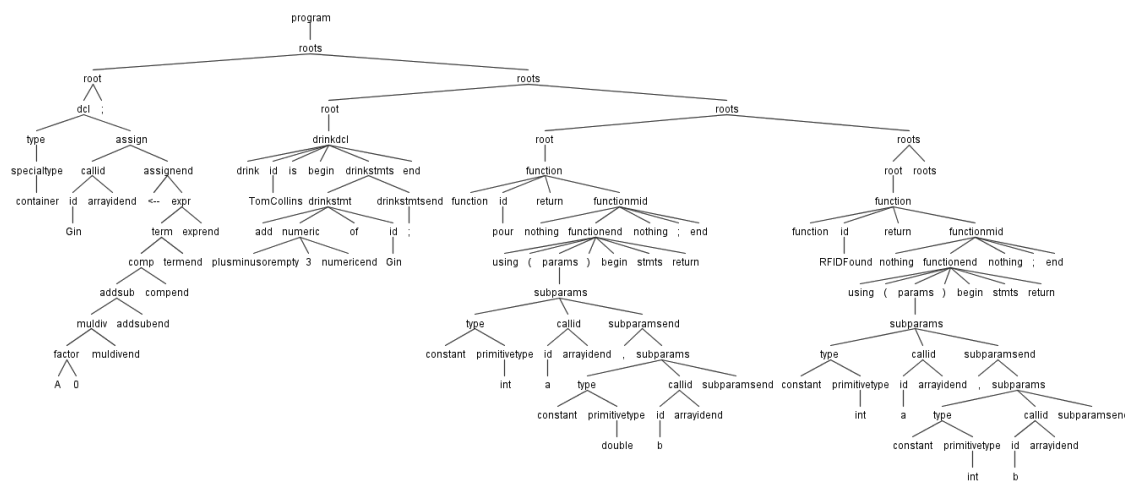 program
roots
root roots
dcl ; root roots
type assign drinkdcl root roots
specialtype callid assignend drink id is begin drinkstmts end function root roots
container id arrayidend <-- expr TomCollins drinkstmt drinkstmtsend function id return functionmid function
Gin term exprend add numeric of id ; pour nothing functionend nothing ; end function id return functionmid
comp termend plusminusorempty 3 numericend Gin using ( params ) begin stmts return RFIDFound nothing functionend nothing ; end
addsub compend subparams using ( params ) begin stmts return
muldiv addsubend type callid subparamsend subparams
factor muldivend constant primitivetype id arrayidend , subparams type callid subparamsend
A 0 int a type callid subparamsend constant primitivetype id arrayidend , subparams
constant primitivetype id arrayidend int a type callid subparamsend
double b constant primitivetype id arrayidend
int b